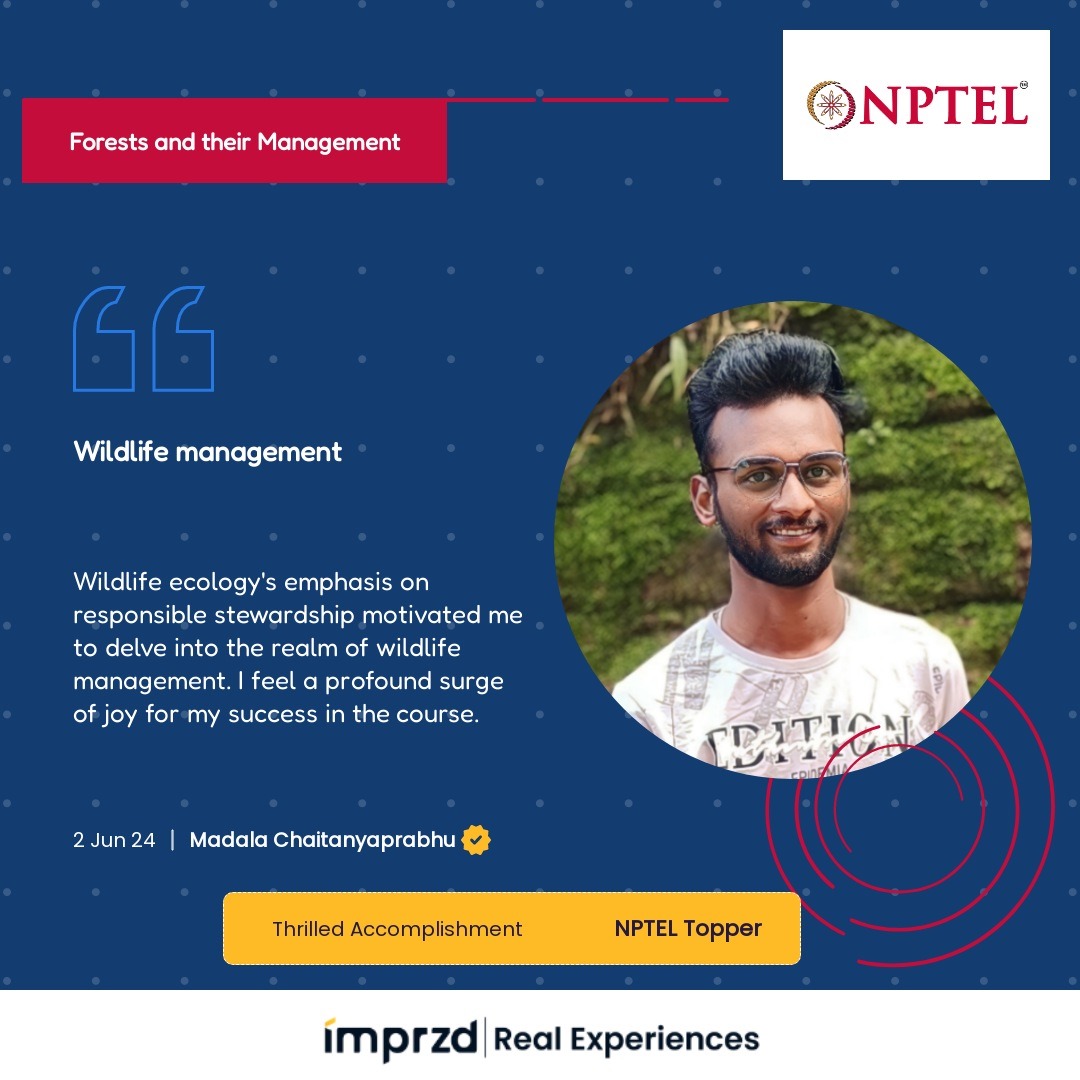 NPTEL
Forests and their Management
Wildlife management
Wildlife ecology's emphasis on
responsible stewardship motivated me
to delve into the realm of wildlife
management. I feel a profound surge
of joy for my success in the course.
EDITION
2 Jun 24 | Madala Chaitanyaprabhu
Thrilled Accomplishment NPTEL Topper
imprzd | Real Experiences